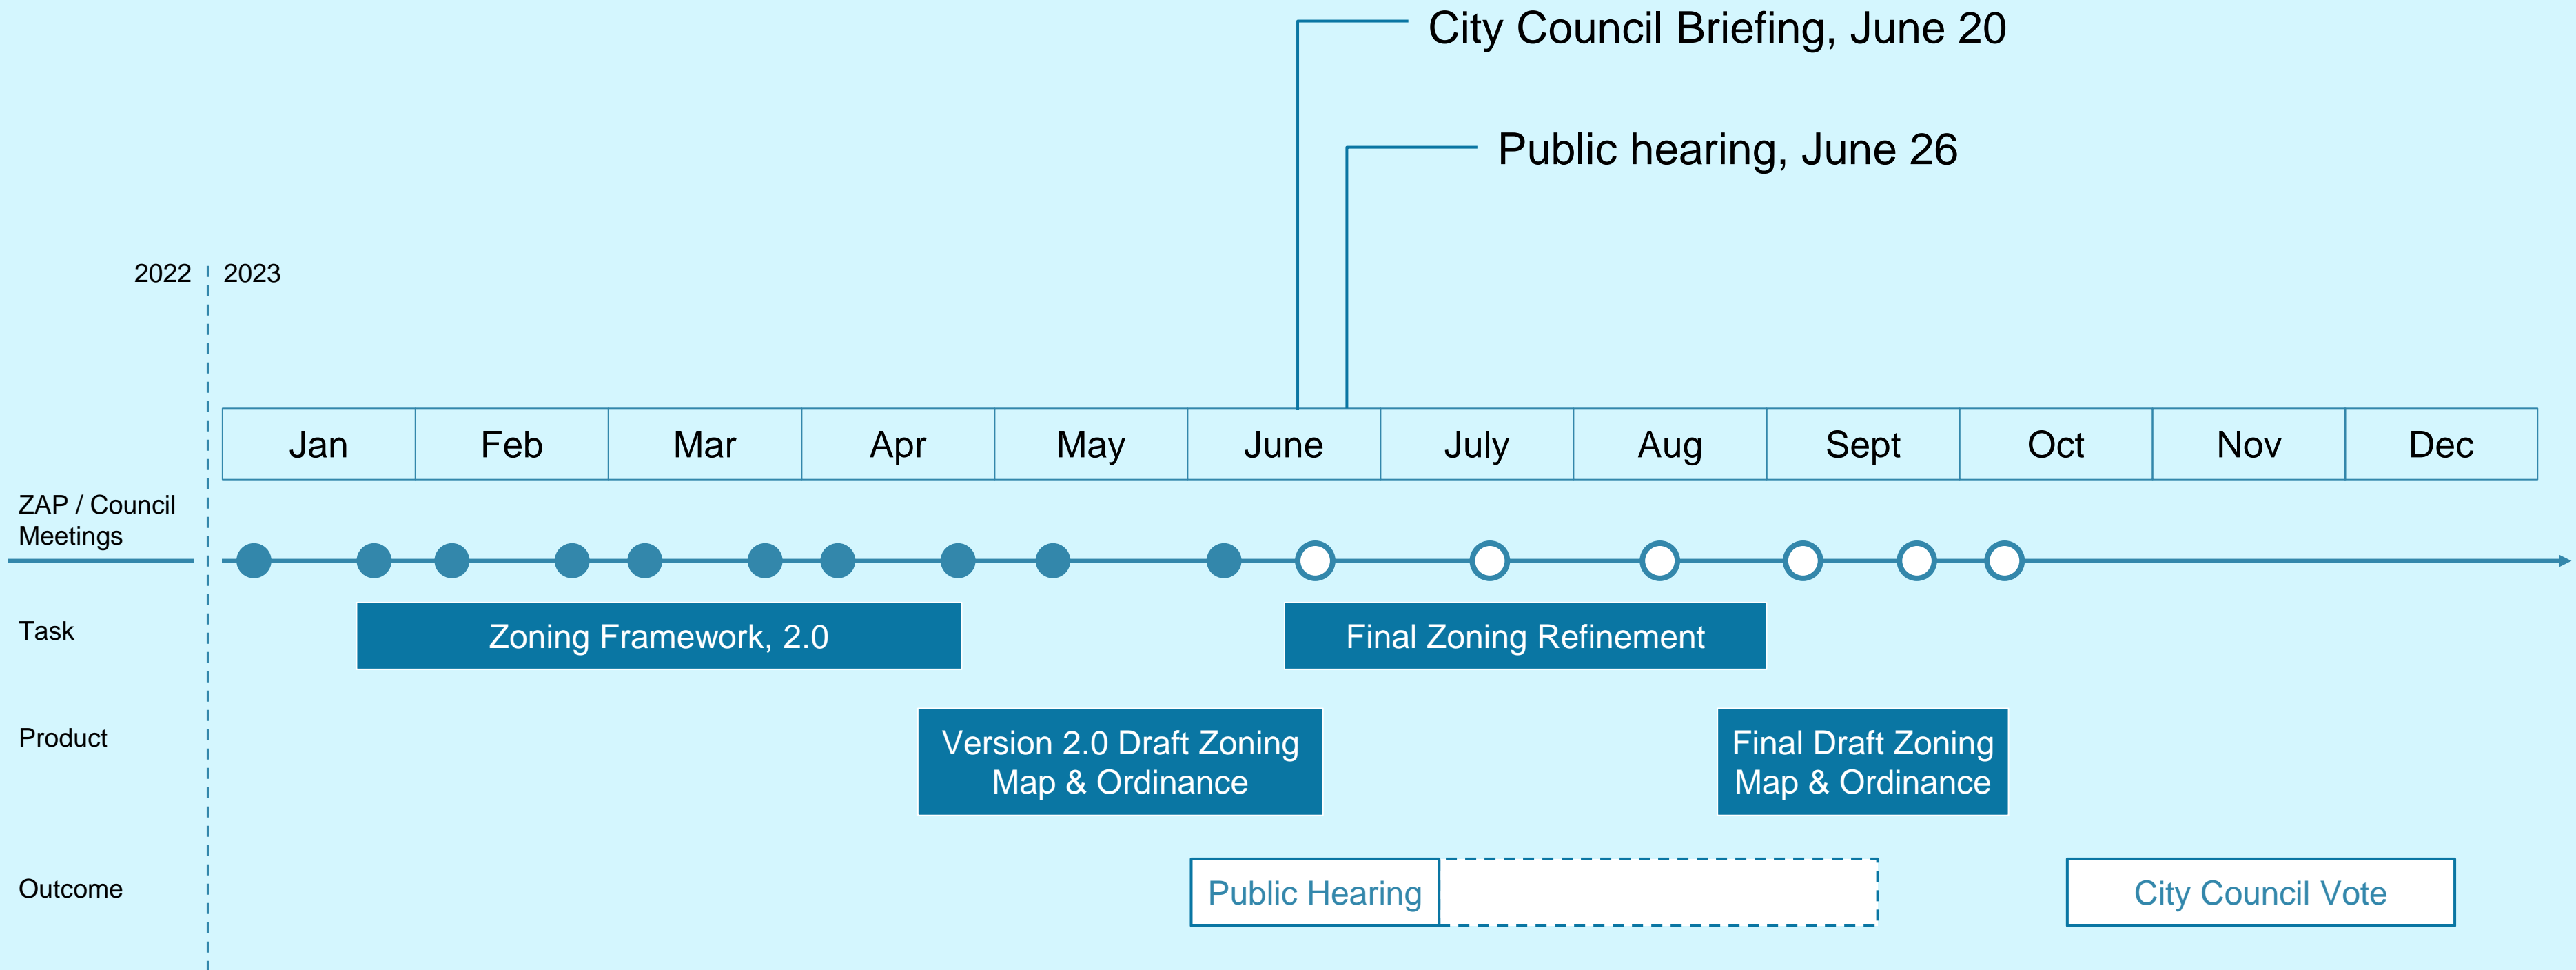 City Council Briefing, June 20
Public hearing, June 26
2022
2023
Jan
Feb
Mar
Apr
May
June
July
Aug
Sept
Oct
Nov
Dec
ZAP / Council
Meetings
Task
Zoning Framework, 2.0
Final Zoning Refinement
Product
Version 2.0 Draft Zoning
Map & Ordinance
Final Draft Zoning
Map & Ordinance
Outcome
Public Hearing
City Council Vote